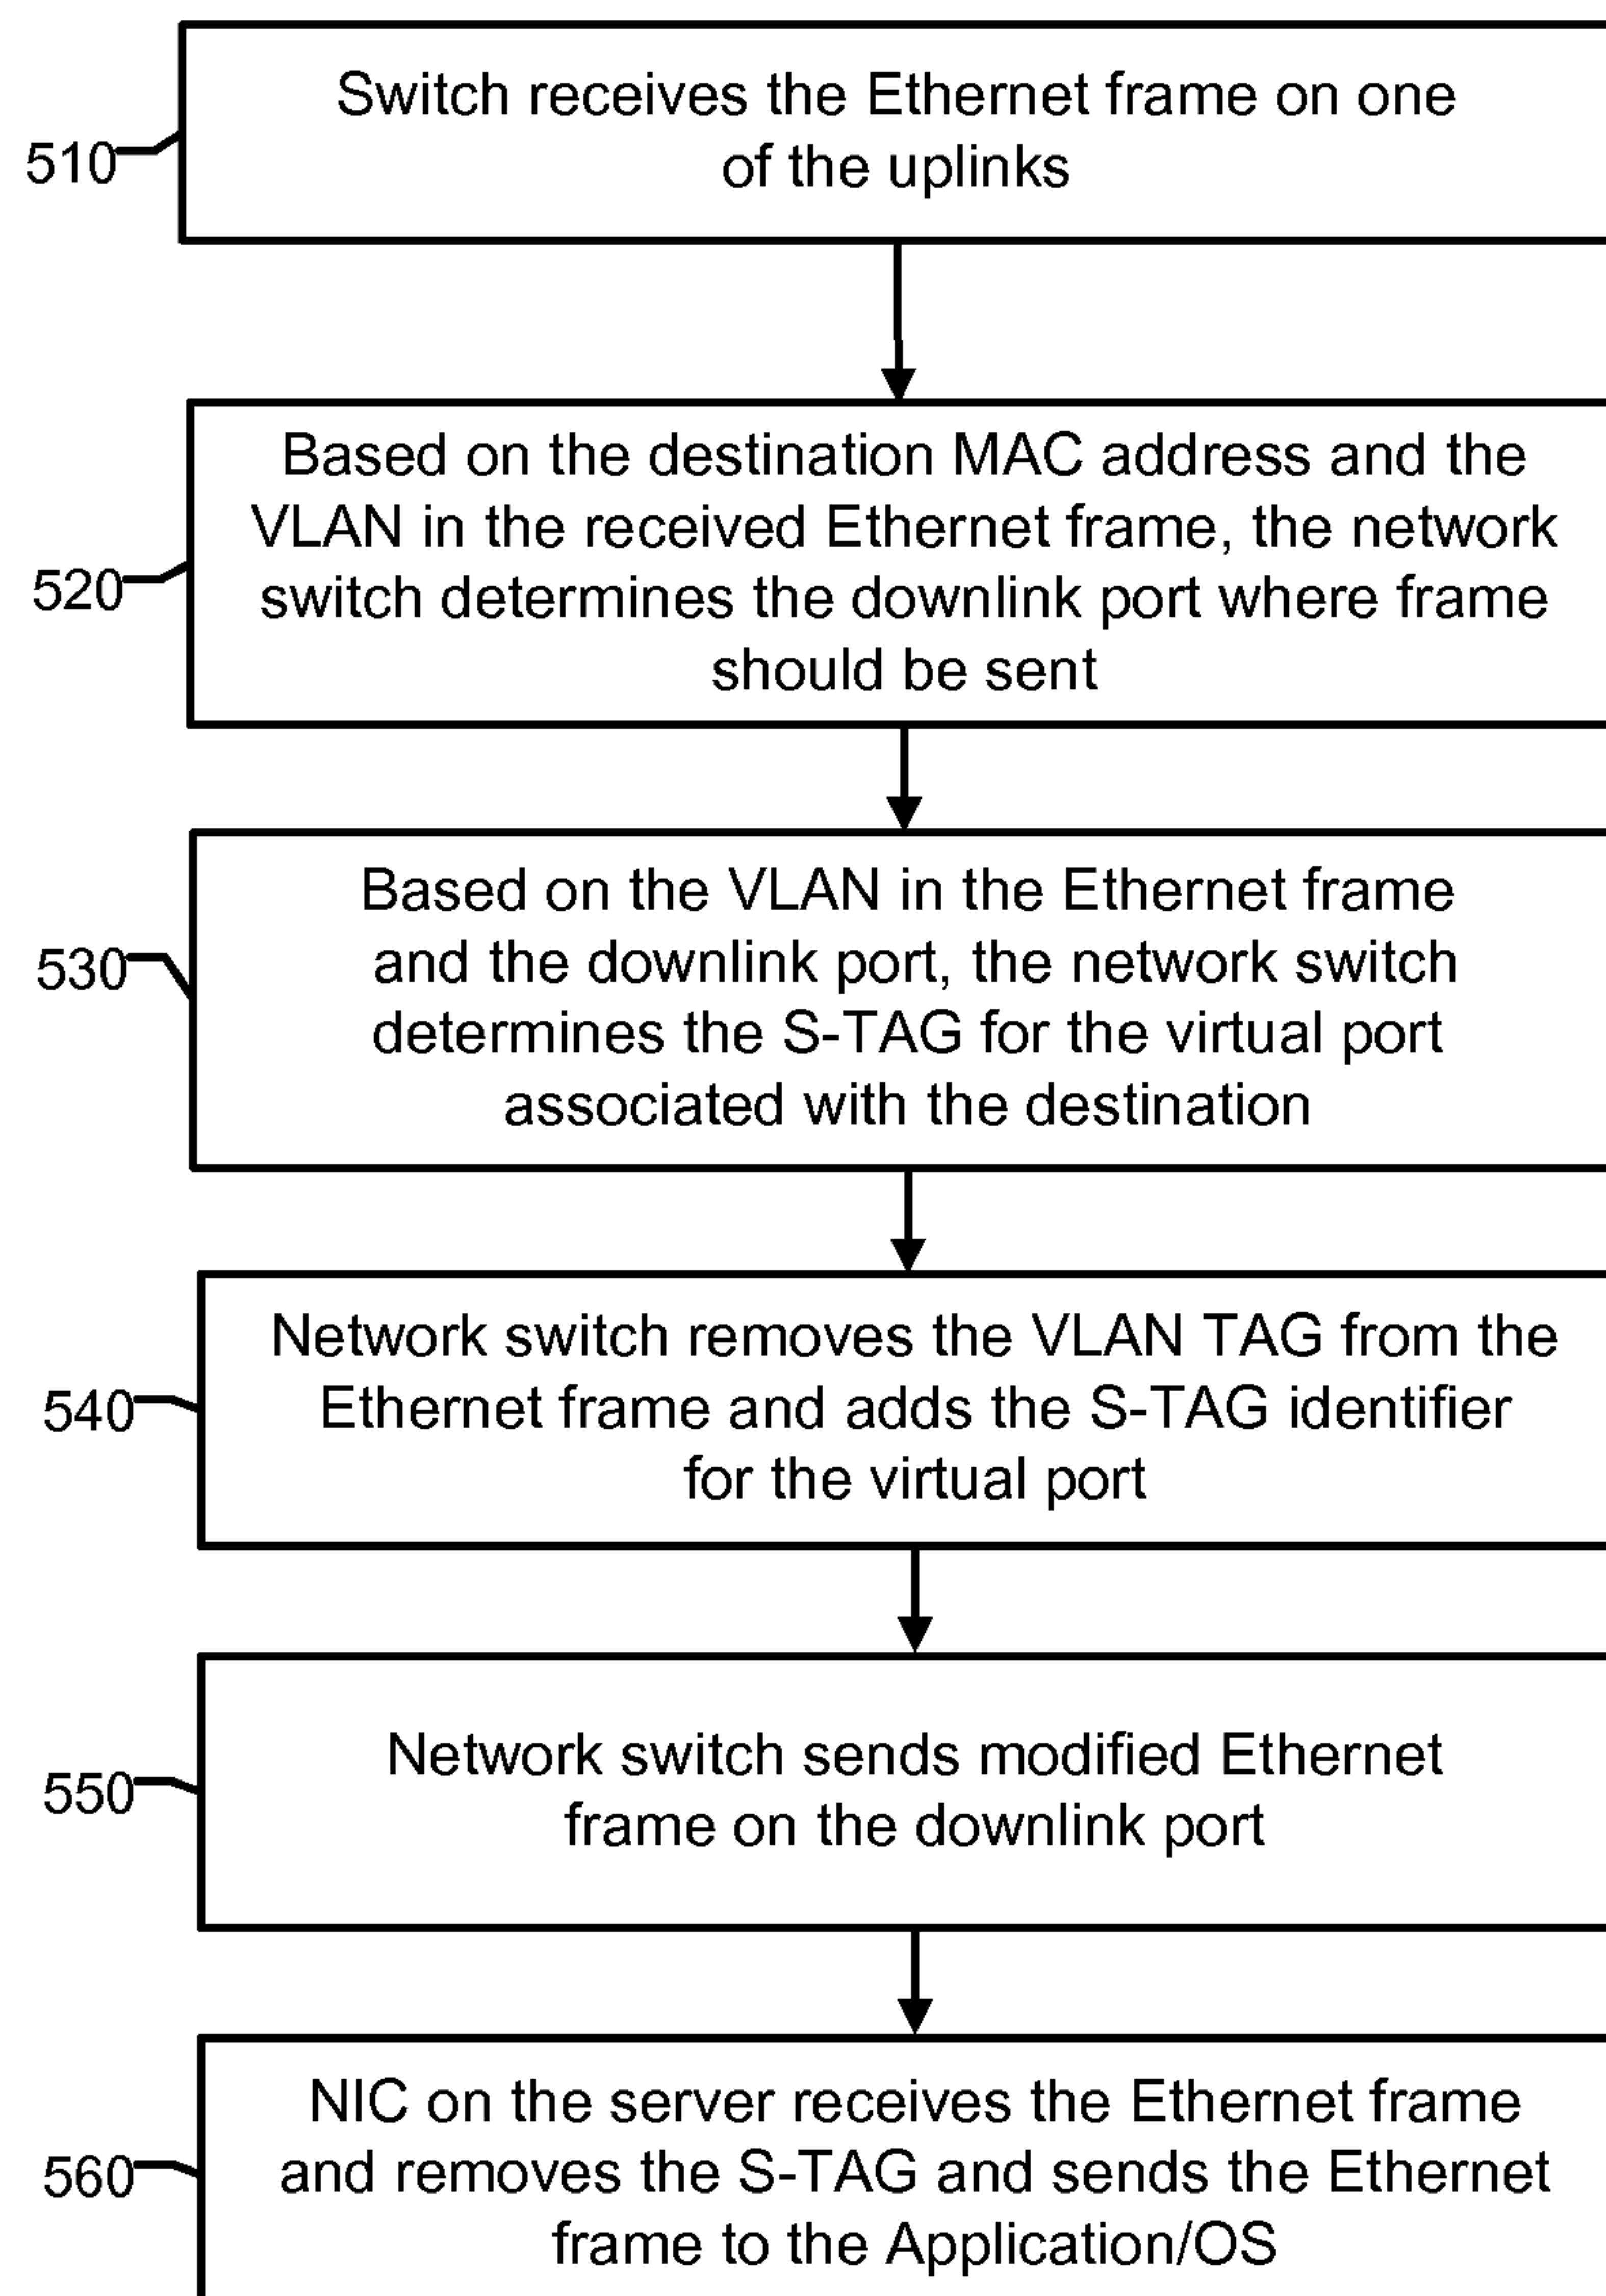 Switch receives the Ethernet frame on one
of the uplinks
510
Based on the destination MAC address and the
VLAN in the received Ethernet frame, the network
switch determines the downlink port where frame
should be sent
520
Based on the VLAN in the Ethernet frame
and the downlink port, the network switch
determines the S-TAG for the virtual port
associated with the destination
530
Network switch removes the VLAN TAG from the
Ethernet frame and adds the S-TAG identifier
for the virtual port
540
Network switch sends modified Ethernet
frame on the downlink port
550
NIC on the server receives the Ethernet frame
and removes the S-TAG and sends the Ethernet
frame to the Application/OS
560